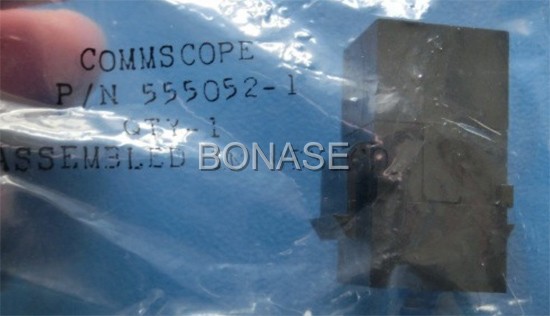 COMMSCOPE
P/N 555052-1
QTY-1
ASSEMBLED
BONASE